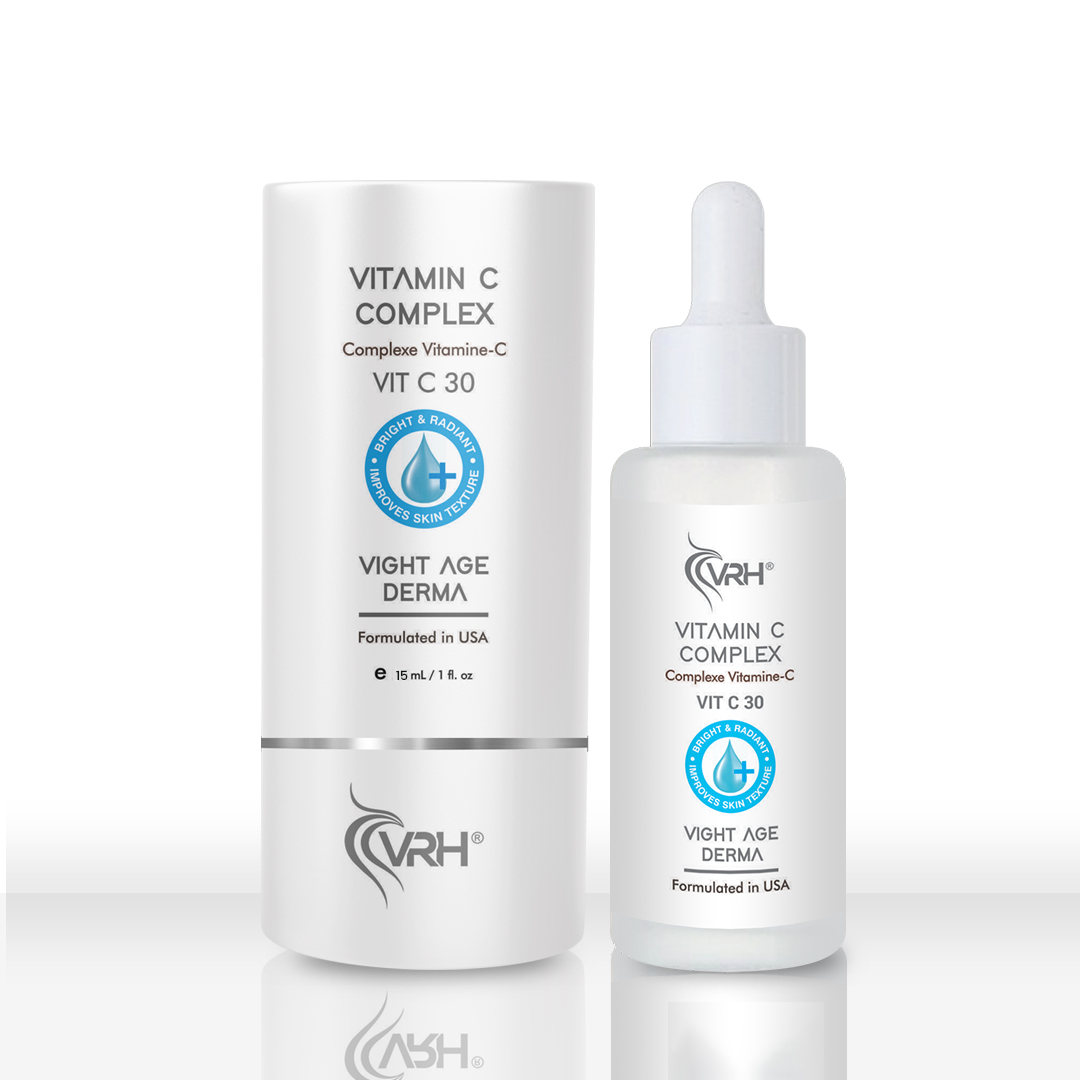 VITAMIN C
COMPLEX
Complexe Vitamine-C
VIT C 30
BRIGHT & RADIANT
• IMPROVES SKIN TEXTURE •
VIGHT AGE
DERMA
Formulated in USA
e 15 mL / 1 fl. oz
VRH®
VRH®
VITAMIN C
COMPLEX
Complexe Vitamine-C
VIT C 30
BRIGHT & RADIANT
• IMPROVES SKIN TEXTURE •
VIGHT AGE
DERMA
Formulated in USA